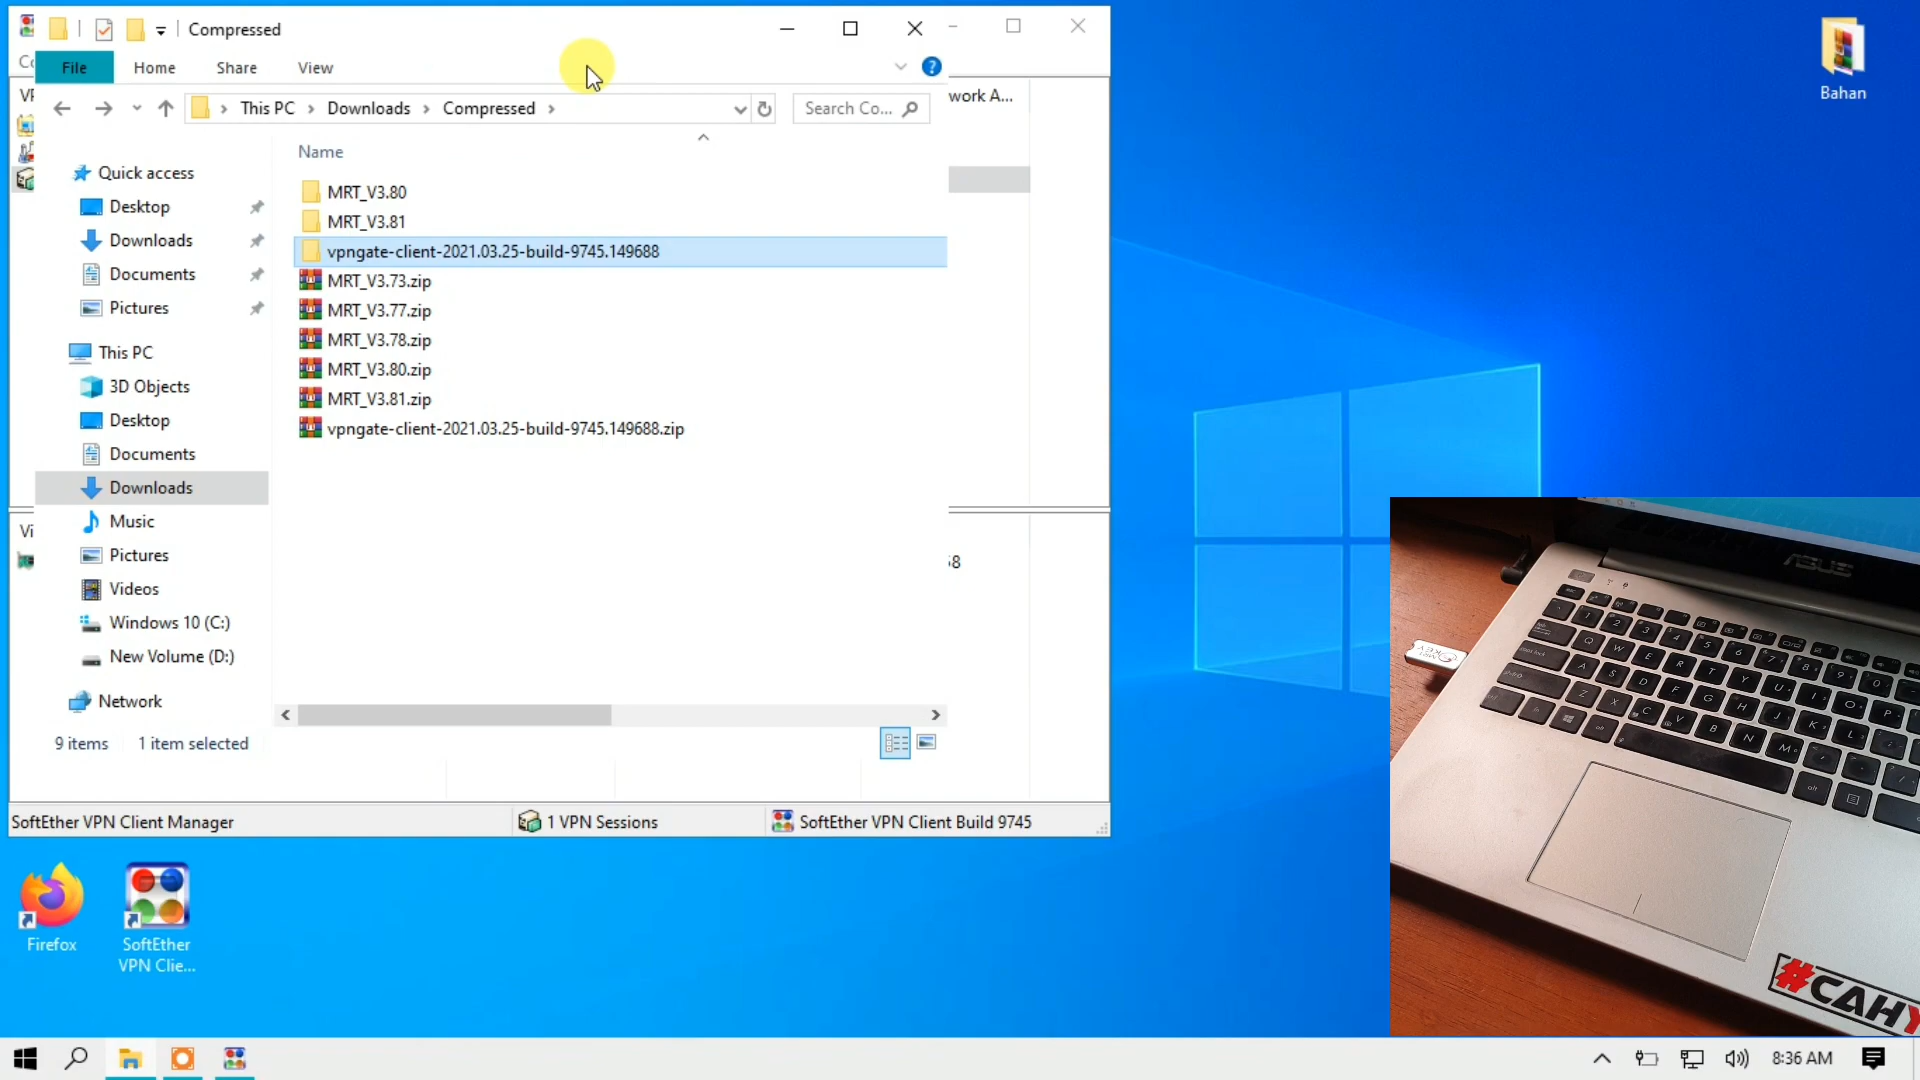 Compressed
File
Home
Share
View
VP
work A...
This PC
Downloads
Compressed
Search Co...
Name
Quick access
Desktop
Downloads
Documents
Pictures
This PC
3D Objects
Desktop
Documents
Downloads
Music
Pictures
Videos
Windows 10 (C:)
New Volume (D:)
Network
MRT_V3.80
MRT_V3.81
vpngate-client-2021.03.25-build-9745.149688
MRT_V3.73.zip
MRT_V3.77.zip
MRT_V3.78.zip
MRT_V3.80.zip
MRT_V3.81.zip
vpngate-client-2021.03.25-build-9745.149688.zip
Vi
9 items
1 item selected
SoftEther VPN Client Manager
1 VPN Sessions
SoftEther VPN Client Build 9745
Firefox
SoftEther
VPN Clie...
Bahan
ASUS
#CAHY
8:36 AM